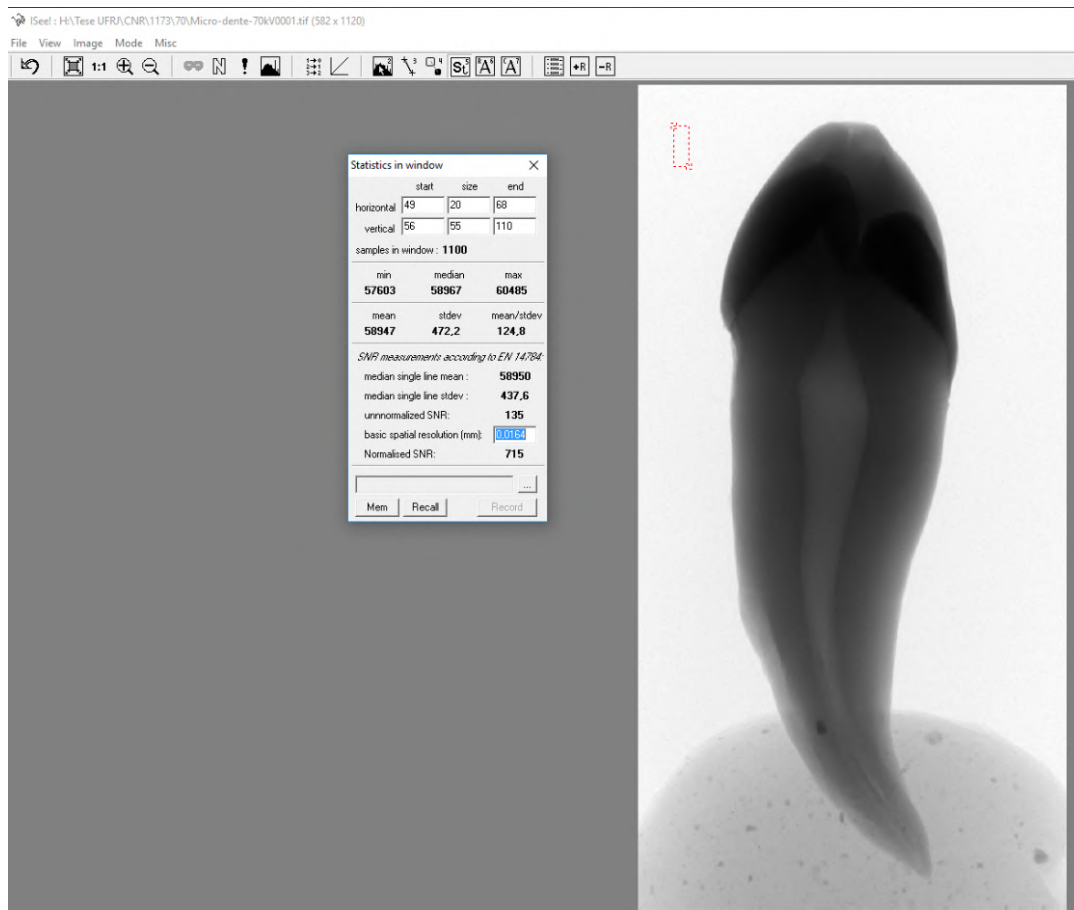 ISee! : H:\Tese UFRJ\CNR\1173\70\Micro-dente-70kV0001.tif (582 x 1120)
File View Image Mode Misc
1:1 N ! St A A +R -R
Statistics in window
start size end
horizontal 49 20 68
vertical 56 55 110
samples in window : 1100
min median max
57603 58967 60485
mean stdev mean/stdev
58947 472,2 124,8
SNR measurements according to EN 14784:
median single line mean : 58950
median single line stdev : 437,6
unnnormalized SNR: 135
basic spatial resolution (mm): 0.0164
Normalised SNR: 715
...
Mem Recall Record